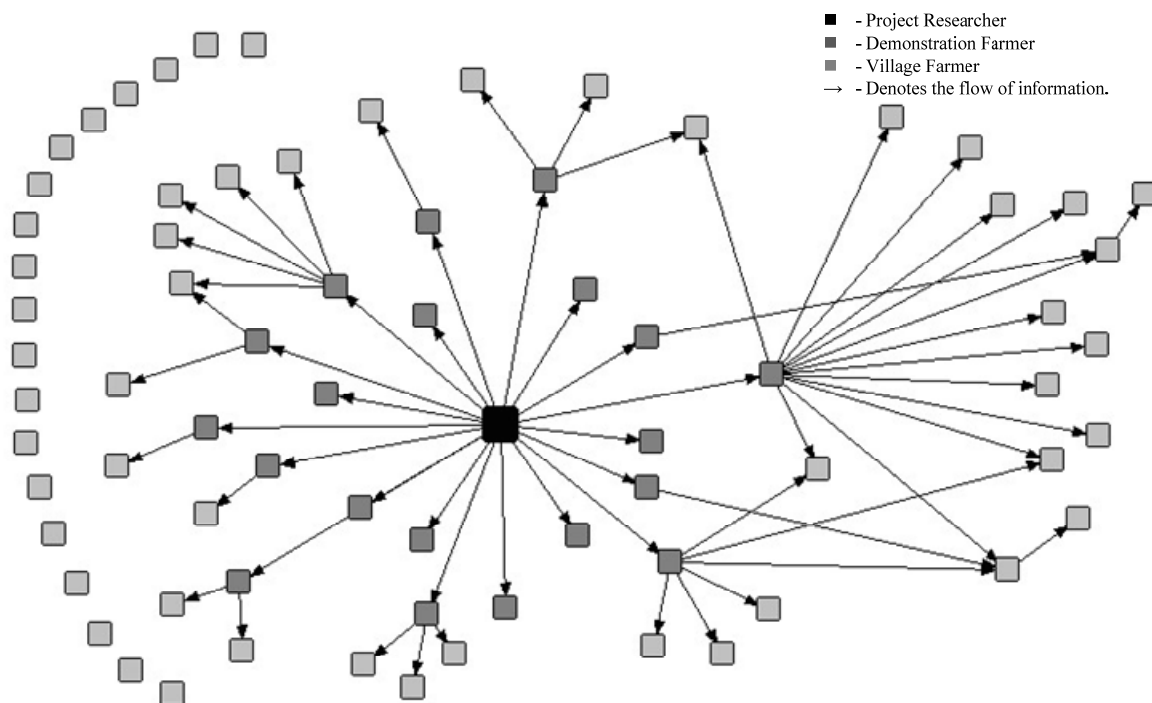 - Project Researcher
- Demonstration Farmer
- Village Farmer
→ - Denotes the flow of information.